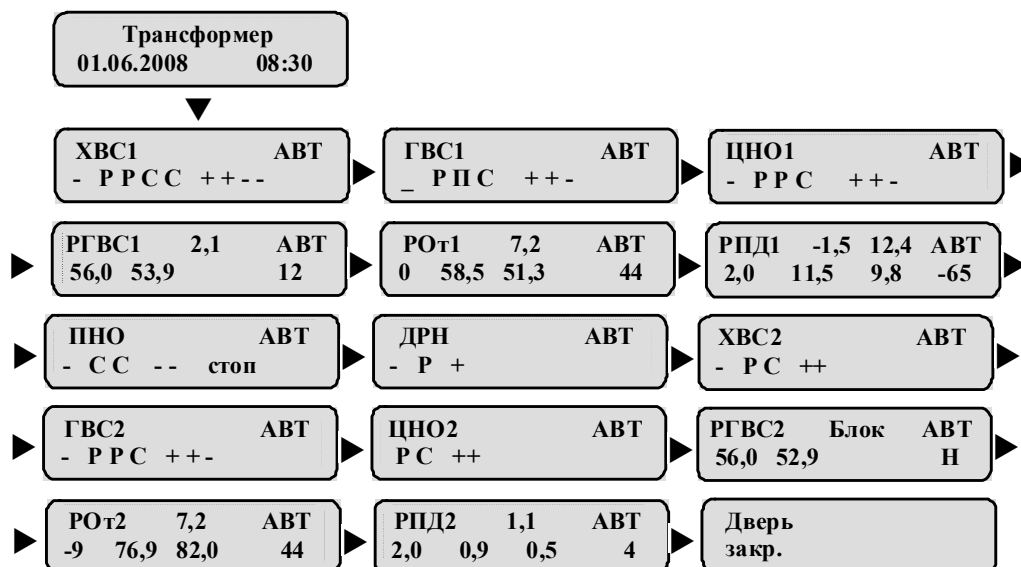 Трансформер
01.06.2008 08:30
ХВС1 АВТ
- Р Р С С + + - -
ГВС1 АВТ
_ Р П С + + -
ЦНО1 АВТ
- Р Р С + + -
РГВС1 2,1 АВТ
56,0 53,9 12
РОт1 7,2 АВТ
0 58,5 51,3 44
РПД1 -1,5 12,4 АВТ
2,0 11,5 9,8 -65
ПНО АВТ
- С С - - стоп
ДРН АВТ
- Р +
ХВС2 АВТ
- Р С ++
ГВС2 АВТ
- Р Р С + + -
ЦНО2 АВТ
Р С ++
РГВС2 Блок АВТ
56,0 52,9 Н
РОт2 7,2 АВТ
-9 76,9 82,0 44
РПД2 1,1 АВТ
2,0 0,9 0,5 4
Дверь
закр.